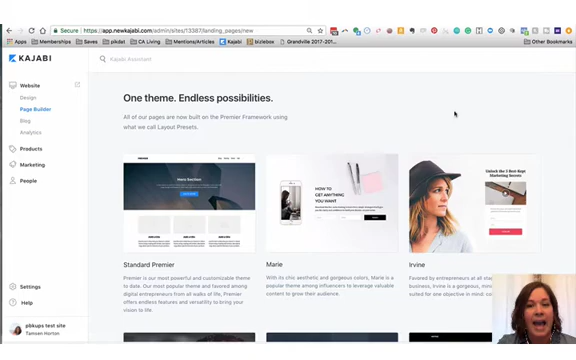 Secure https://app.newkajabi.com/admin/sites/13387/landing_pages/new
Apps Memberships Saves pkdst CA Living Mentions/Articles Kajabi bizlebox Grandville 2017-201... Other Bookmarks
KAJABI
Kajabi Assistant
Website
Design
Page Builder
Blog
Analytics
Products
Marketing
People
Settings
Help
pbkups test site
Tamsen Horton
One theme. Endless possibilities.
All of our pages are now built on the Premier Framework using
what we call Layout Presets.
Hero Section
HOW TO
GET ANYTHING
YOU WANT
Unlock the 3 Best-Kept
Marketing Secrets
Standard Premier
Premier is our most powerful and customizable theme
to date. Our most popular theme and favored among
digital entrepreneurs from all walks of life, Premier
offers endless features and versatility to bring your
vision to life.
Marie
With its chic aesthetic and gorgeous colors, Marie is a
popular theme among influencers to leverage valuable
content to grow their audience.
Irvine
Favored by entrepreneurs at all
business, Irvine is a gorgeous, mini
suited for one objective in mind: co